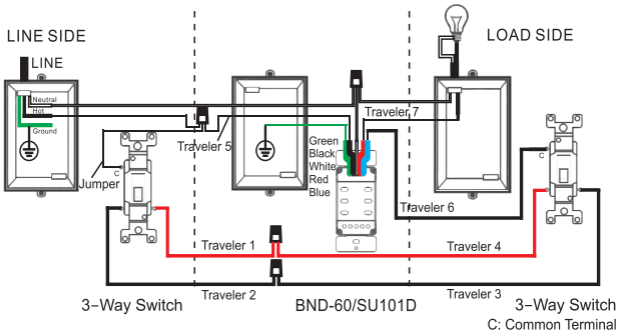 LINE SIDE
LOAD SIDE
LINE
Neutral
Hot
Ground
Traveler 7
Traveler 5
Green
Black
White
Red
Blue
C
Jumper
C
Traveler 6
Traveler 1
Traveler 4
Traveler 2
Traveler 3
3-Way Switch
BND-60/SU101D
3-Way Switch
C: Common Terminal